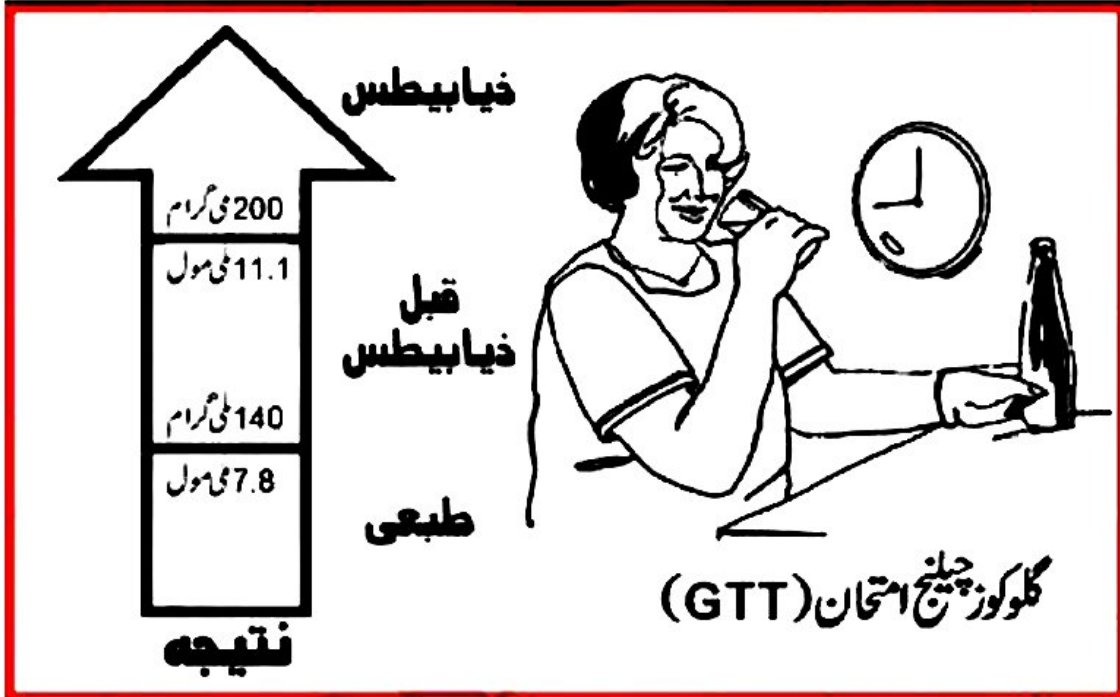 ذیابیطس
200 ملی گرام
11.1 ملی مول
قبل
ذیابیطس
140 ملی گرام
7.8 ملی مول
طبعی
نتیجه
گلوکوز چیلنج امتحان (GTT)